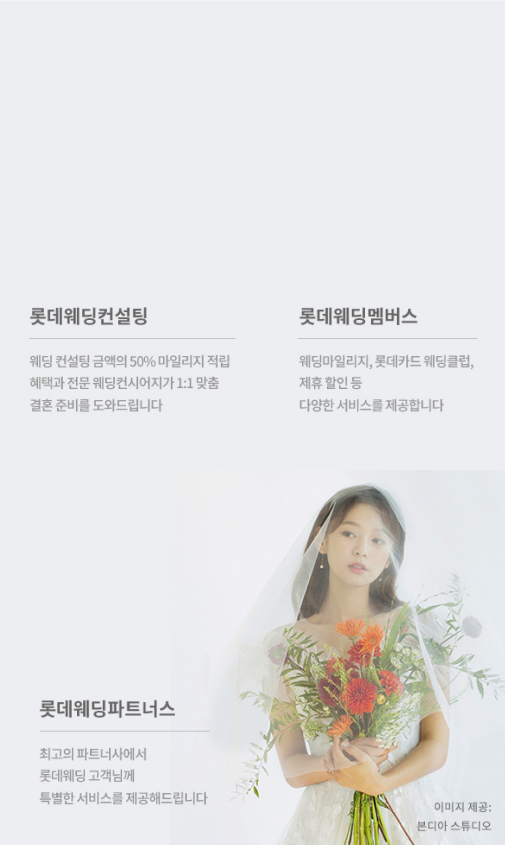 롯데웨딩컨설팅
웨딩 컨설팅 금액의 50% 마일리지 적립
혜택과 전문 웨딩컨시어지가 1:1 맞춤
결혼 준비를 도와드립니다
롯데웨딩멤버스
웨딩마일리지, 롯데카드 웨딩클럽,
제휴 할인 등
다양한 서비스를 제공합니다
롯데웨딩파트너스
최고의 파트너사에서
롯데웨딩 고객님께
특별한 서비스를 제공해드립니다
이미지 제공:
본디아 스튜디오